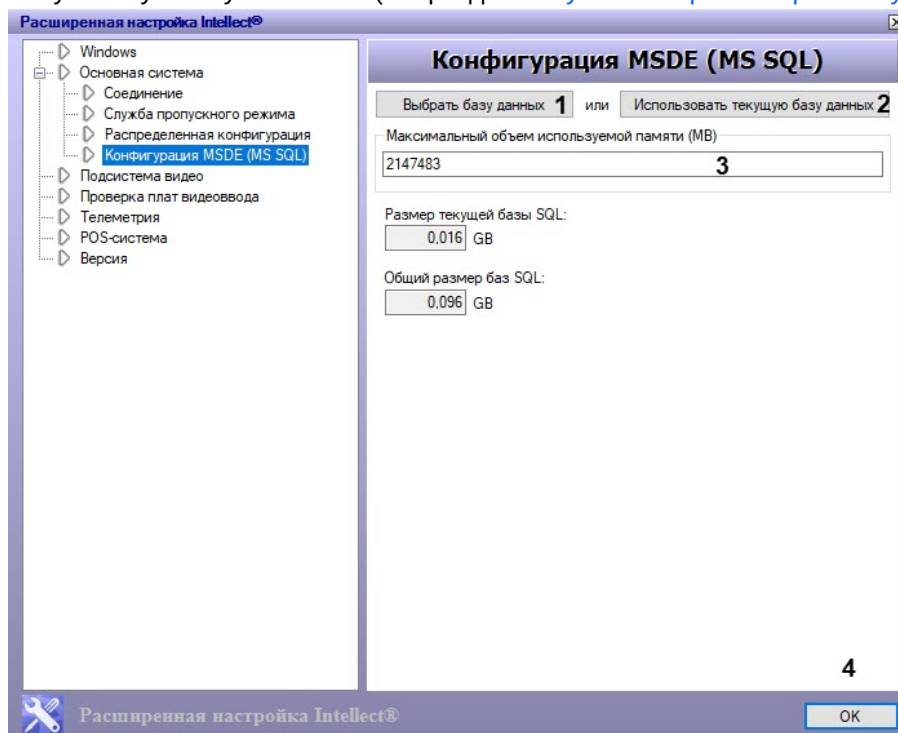 Расширенная настройка Intellect®
Windows
Основная система
Соединение
Служба пропускного режима
Распределенная конфигурация
Конфигурация MSDE (MS SQL)
Подсистема видео
Проверка плат видеоввода
Телеметрия
POS-система
Версия
Конфигурация MSDE (MS SQL)
Выбрать базу данных 1 или Использовать текущую базу данных 2
Максимальный объем используемой памяти (MB)
2147483 3
Размер текущей базы SQL:
0,016 GB
Общий размер баз SQL:
0,096 GB
4
Расширенная настройка Intellect®
OK